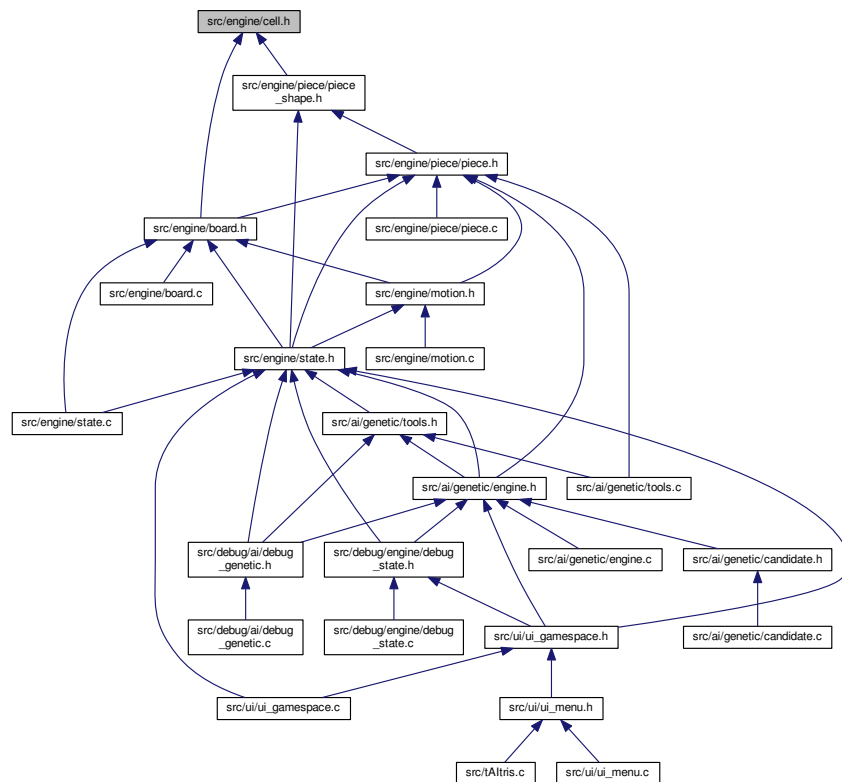 src/engine/cell.h
src/engine/piece/piece
_shape.h
src/engine/piece/piece.h
src/engine/board.h
src/engine/piece/piece.c
src/engine/board.c
src/engine/motion.h
src/engine/state.h
src/engine/motion.c
src/engine/state.c
src/ai/genetic/tools.h
src/ai/genetic/engine.h
src/ai/genetic/tools.c
src/debug/ai/debug
_genetic.h
src/debug/engine/debug
_state.h
src/ai/genetic/engine.c
src/ai/genetic/candidate.h
src/debug/ai/debug
_genetic.c
src/debug/engine/debug
_state.c
src/ui/ui_gamespace.h
src/ai/genetic/candidate.c
src/ui/ui_gamespace.c
src/ui/ui_menu.h
src/tAItris.c
src/ui/ui_menu.c